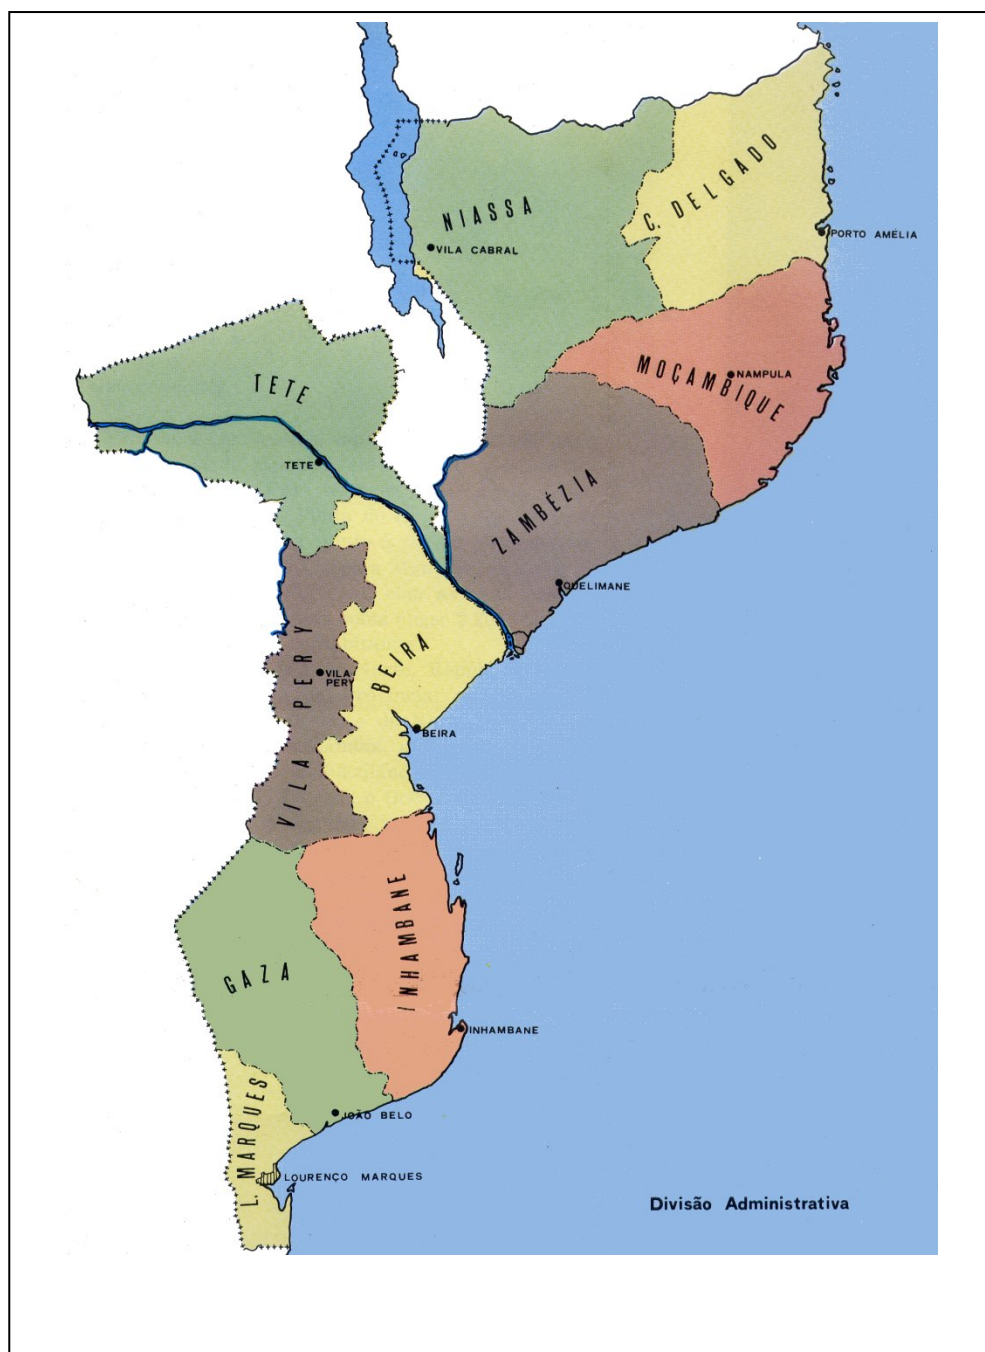 NIASSA
C. DELGADO
VILA CABRAL
PORTO AMÉLIA
MOÇAMBIQUE
NAMPULA
TETE
TETE
ZAMBÉZIA
QUELIMANE
VILA PERY
VILA
PERY
BEIRA
BEIRA
GAZA
INHAMBANE
INHAMBANE
JOÃO BELO
L. MARQUES
LOURENÇO MARQUES
Divisão Administrativa